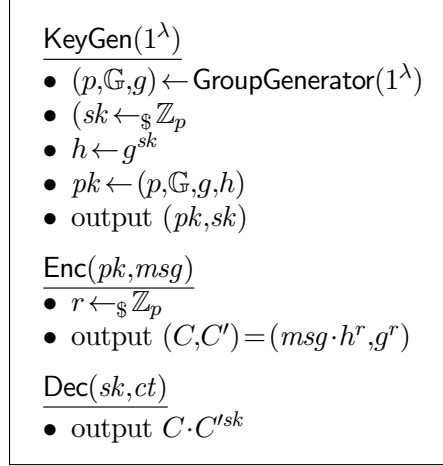 KeyGen(1^λ)
• (p,𝔾,g)←GroupGenerator(1^λ)
• (sk←_$ ℤ_p
• h←g^{sk}
• pk←(p,𝔾,g,h)
• output (pk,sk)
Enc(pk,msg)
• r←_$ ℤ_p
• output (C,C′)=(msg·h^r,g^r)
Dec(sk,ct)
• output C·C′^{sk}